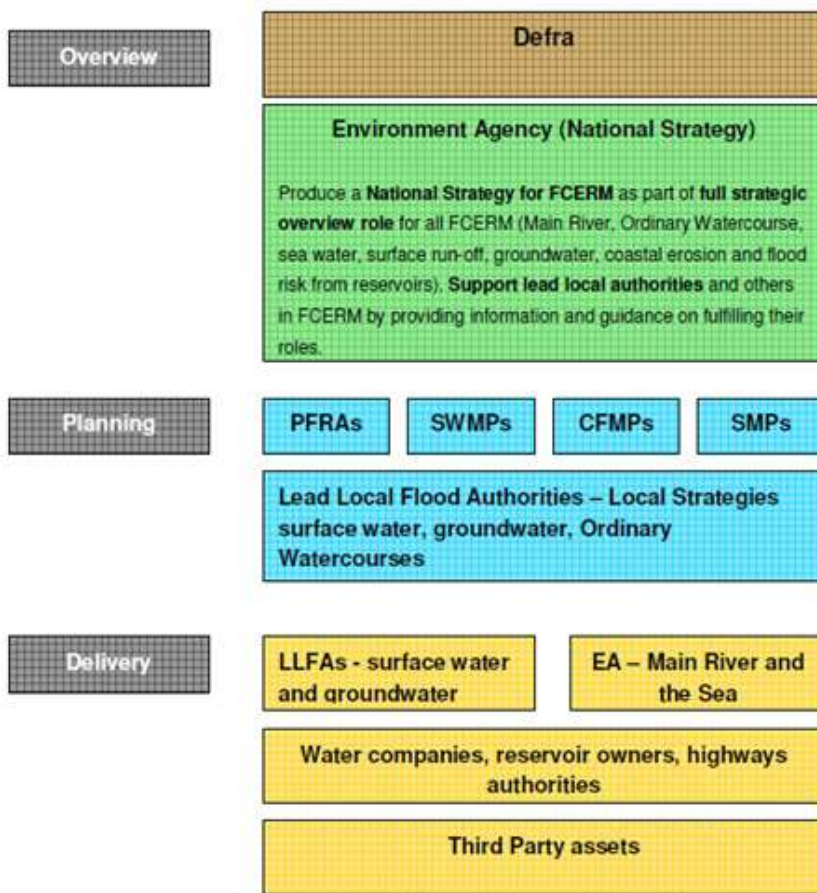 Overview
Defra
Environment Agency (National Strategy)
Produce a National Strategy for FCERM as part of full strategic
overview role for all FCERM (Main River, Ordinary Watercourse,
sea water, surface run-off, groundwater, coastal erosion and flood
risk from reservoirs). Support lead local authorities and others
in FCERM by providing information and guidance on fulfilling their
roles.
Planning
PFRAs
SWMPs
CFMPs
SMPs
Lead Local Flood Authorities – Local Strategies
surface water, groundwater, Ordinary
Watercourses
Delivery
LLFAs - surface water
and groundwater
EA – Main River and
the Sea
Water companies, reservoir owners, highways
authorities
Third Party assets